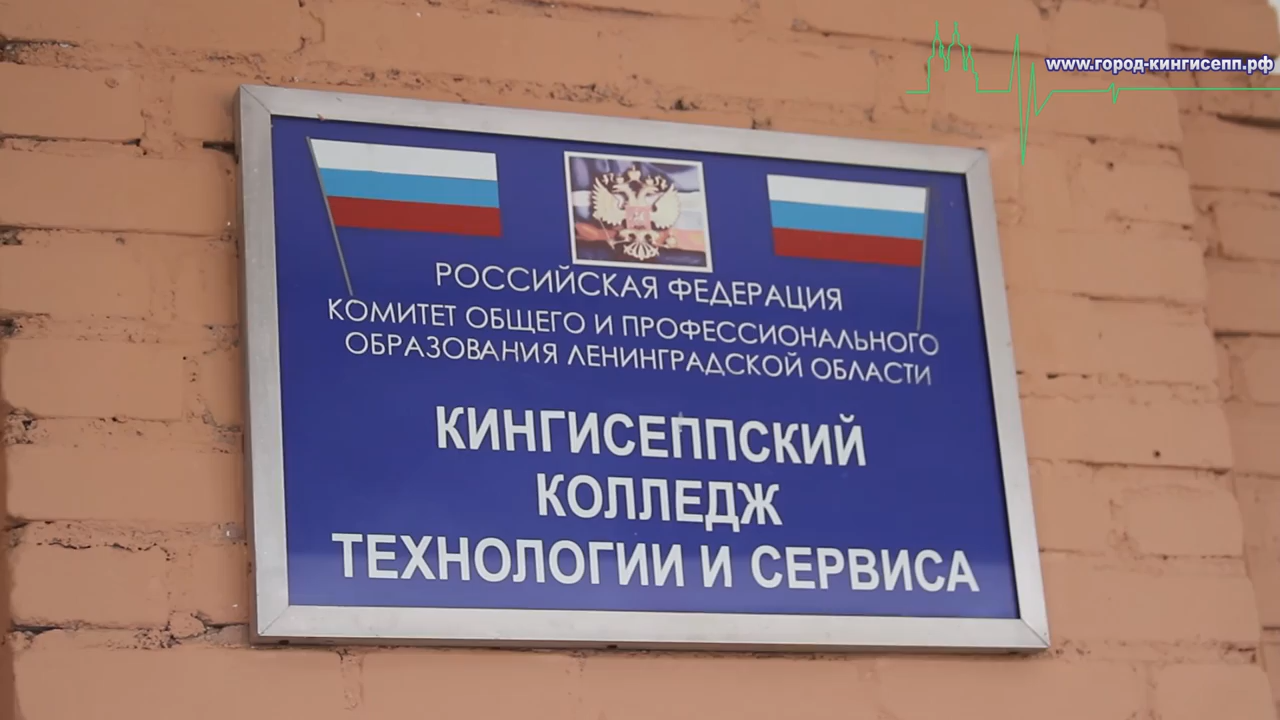 www.город-кингисепп.рф
РОССИЙСКАЯ ФЕДЕРАЦИЯ
КОМИТЕТ ОБЩЕГО И ПРОФЕССИОНАЛЬНОГО
ОБРАЗОВАНИЯ ЛЕНИНГРАДСКОЙ ОБЛАСТИ
КИНГИСЕППСКИЙ
КОЛЛЕДЖ
ТЕХНОЛОГИИ И СЕРВИСА